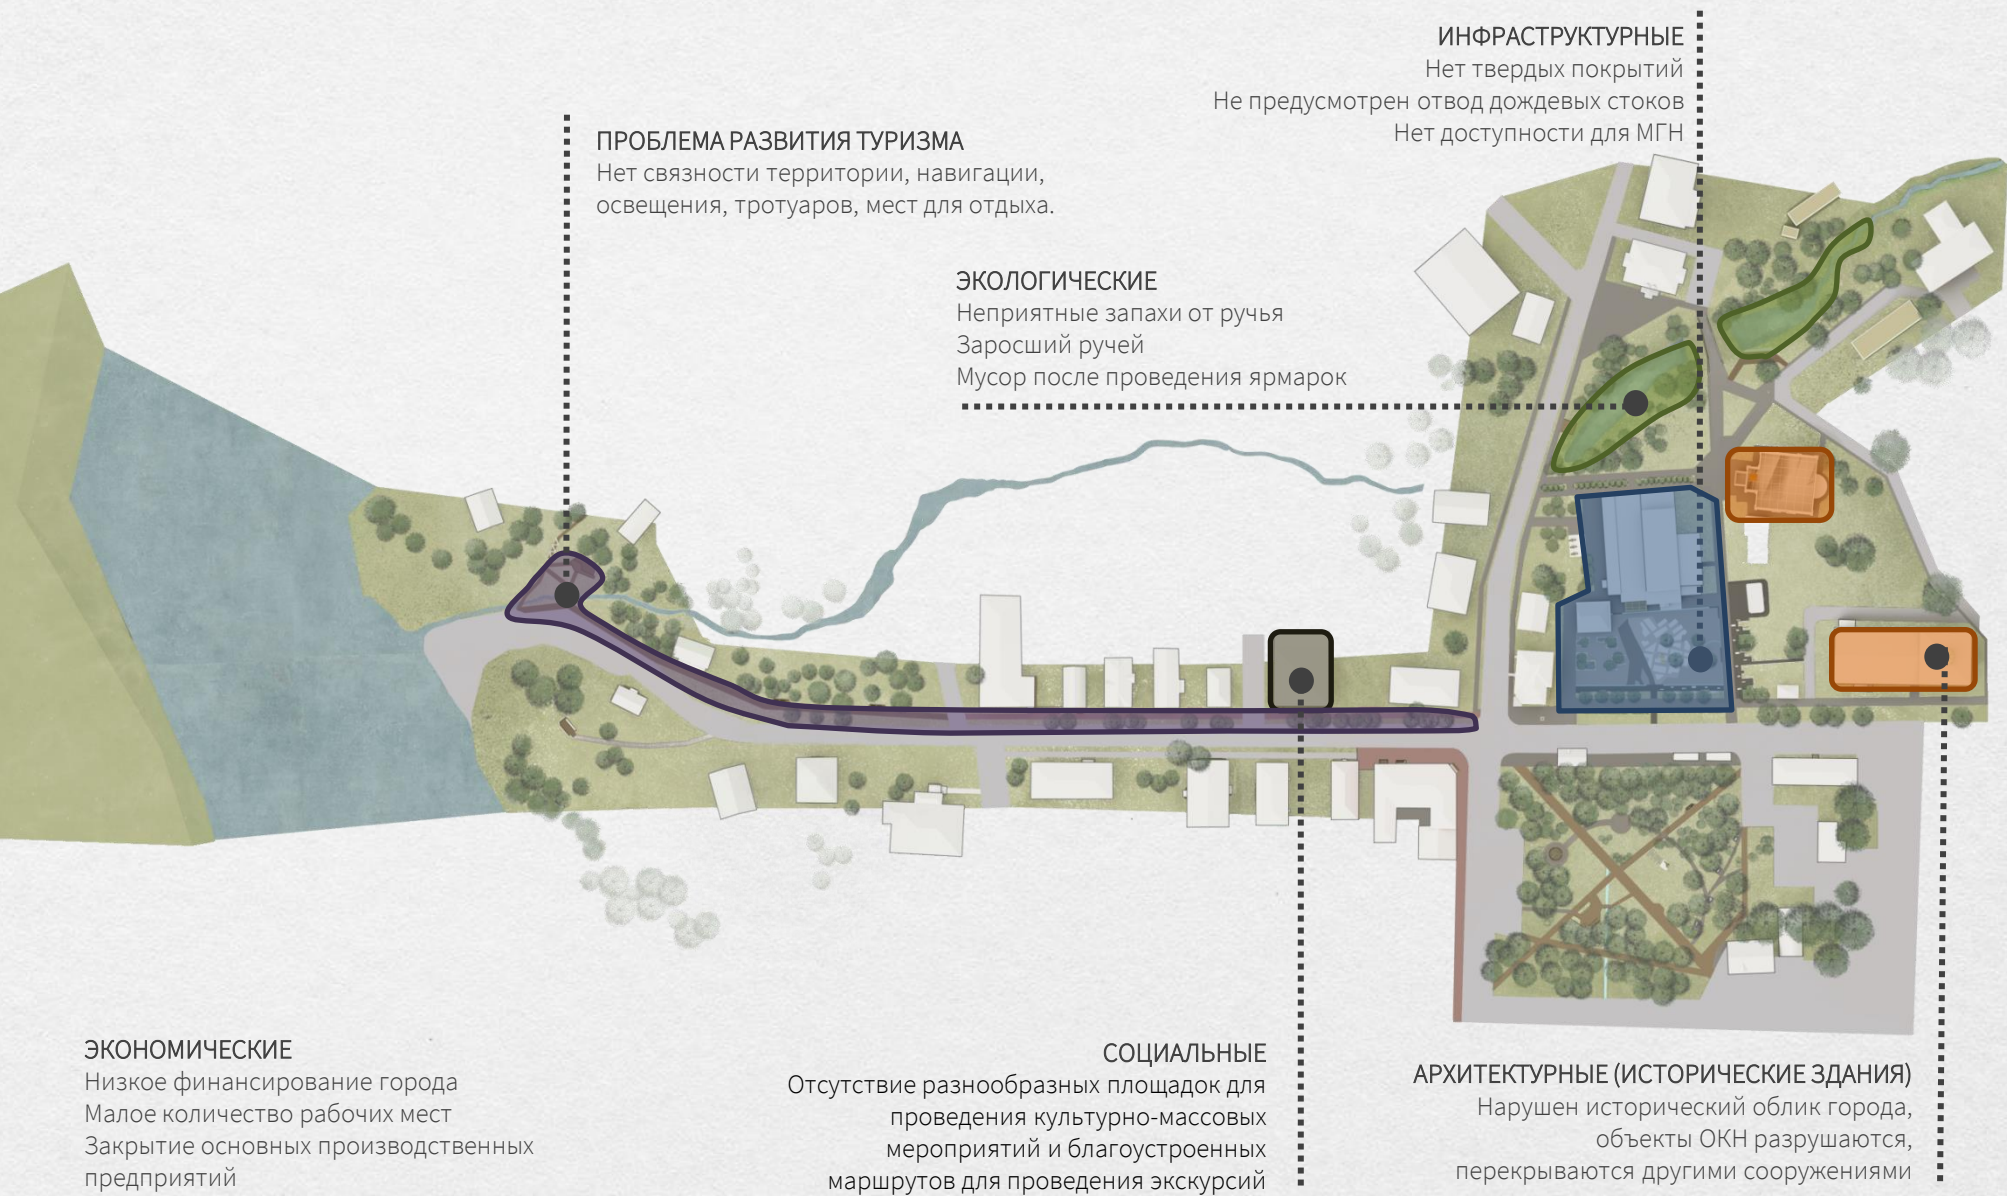 ИНФРАСТРУКТУРНЫЕ
Нет твердых покрытий
Не предусмотрен отвод дождевых стоков
Нет доступности для МГН
ПРОБЛЕМА РАЗВИТИЯ ТУРИЗМА
Нет связности территории, навигации,
освещения, тротуаров, мест для отдыха.
ЭКОЛОГИЧЕСКИЕ
Неприятные запахи от ручья
Заросший ручей
Мусор после проведения ярмарок
ЭКОНОМИЧЕСКИЕ
Низкое финансирование города
Малое количество рабочих мест
Закрытие основных производственных
предприятий
СОЦИАЛЬНЫЕ
Отсутствие разнообразных площадок для
проведения культурно-массовых
мероприятий и благоустроенных
маршрутов для проведения экскурсий
АРХИТЕКТУРНЫЕ (ИСТОРИЧЕСКИЕ ЗДАНИЯ)
Нарушен исторический облик города,
объекты ОКН разрушаются,
перекрываются другими сооружениями